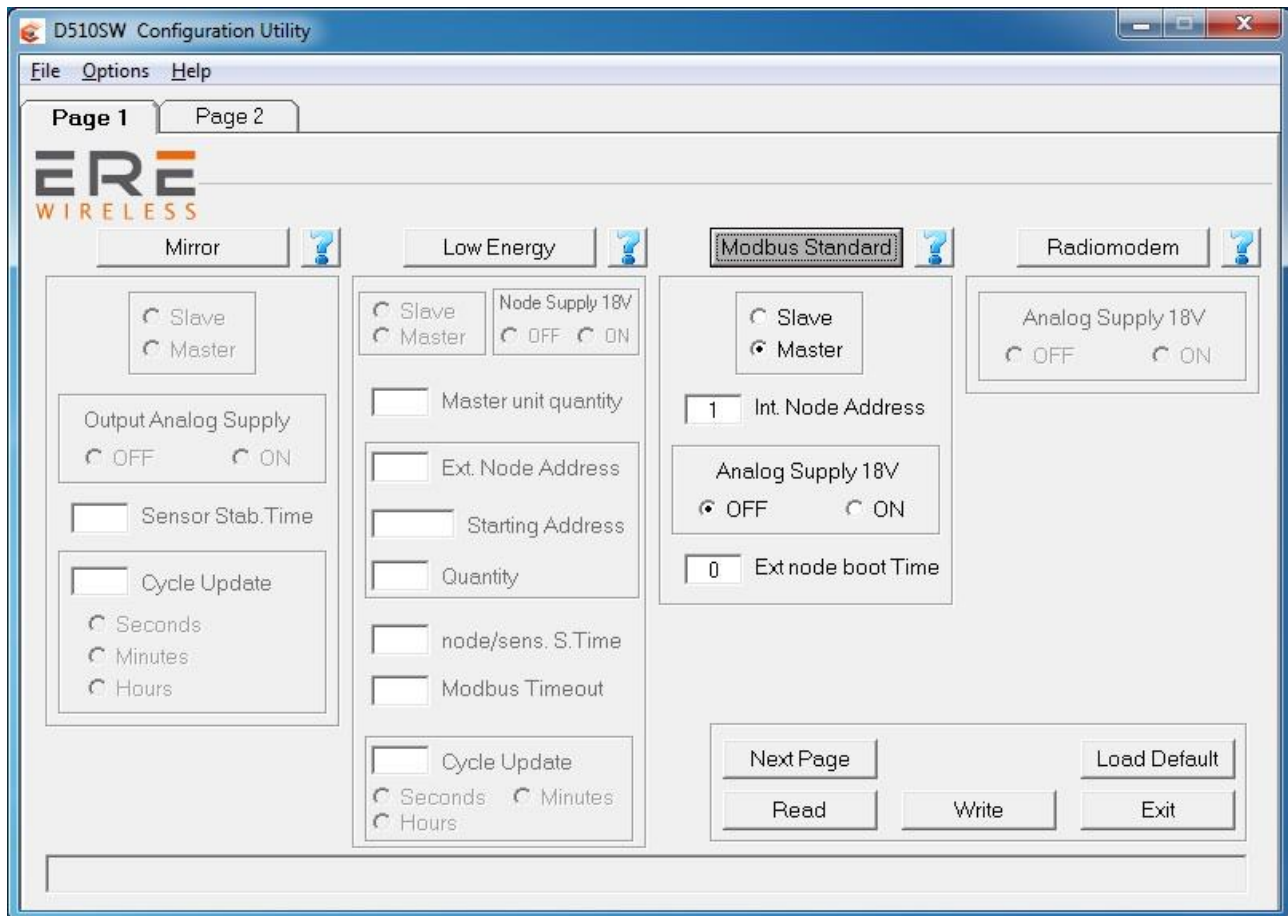 D510SW Configuration Utility
File Options Help
Page 1 Page 2
ERE
WIRELESS
Mirror ? Low Energy ? Modbus Standard ? Radiomodem ?
Slave
Master
Output Analog Supply
OFF ON
Sensor Stab.Time
Cycle Update
Seconds
Minutes
Hours
Slave
Master
Node Supply 18V
OFF ON
Master unit quantity
Ext. Node Address
Starting Address
Quantity
node/sens. S.Time
Modbus Timeout
Cycle Update
Seconds Minutes
Hours
Slave
Master
1 Int. Node Address
Analog Supply 18V
OFF ON
0 Ext node boot Time
Analog Supply 18V
OFF ON
Next Page Load Default
Read Write Exit